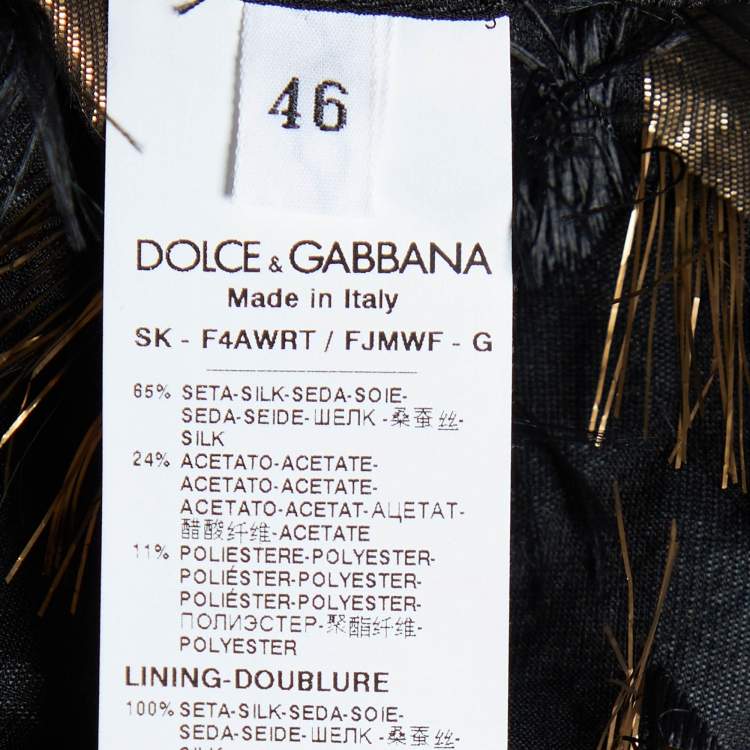 46
DOLCE & GABBANA
Made in Italy
SK - F4AWRT / FJMWF - G
65% SETA-SILK-SEDA-SOIE-
SEDA-SEIDE-ШЕЛК -桑蚕丝-
SILK
24% ACETATO-ACETATE-
ACETATO-ACETATE-
ACETATO-ACETAT-АЦЕТАТ-
醋酸纤维-ACETATE
11% POLIESTERE-POLYESTER-
POLIÉSTER-POLYESTER-
POLIÉSTER-POLYESTER-
ПОЛИЭСТЕР-聚酯纤维-
POLYESTER
LINING-DOUBLURE
100% SETA-SILK-SEDA-SOIE-
SEDA-SEIDE-ШЕЛК -桑蚕丝-
SILK